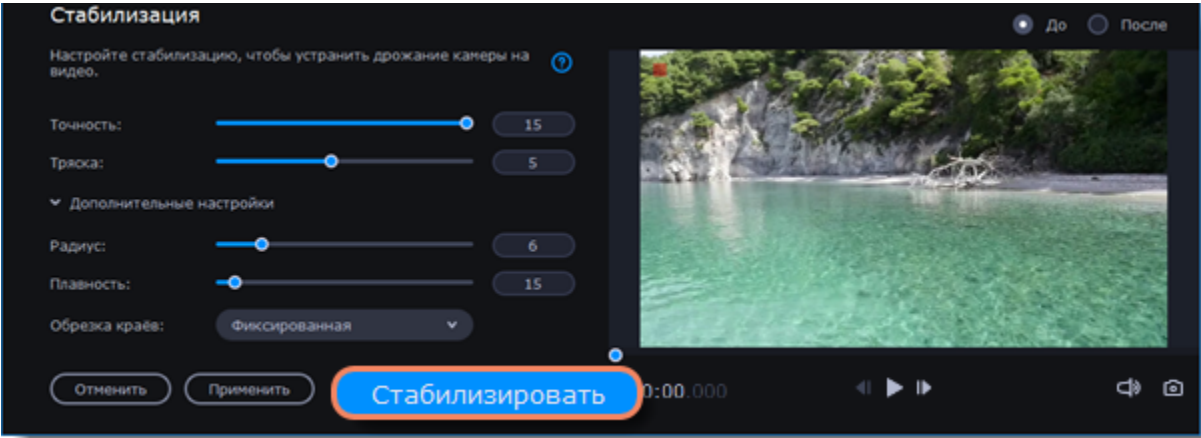 Стабилизация
До
После
Настройте стабилизацию, чтобы устранить дрожание камеры на
видео.
?
Точность:
15
Тряска:
5
Дополнительные настройки
Радиус:
6
Плавность:
15
Обрезка краёв:
Фиксированная
Отменить
Применить
Стабилизировать
0:00.000